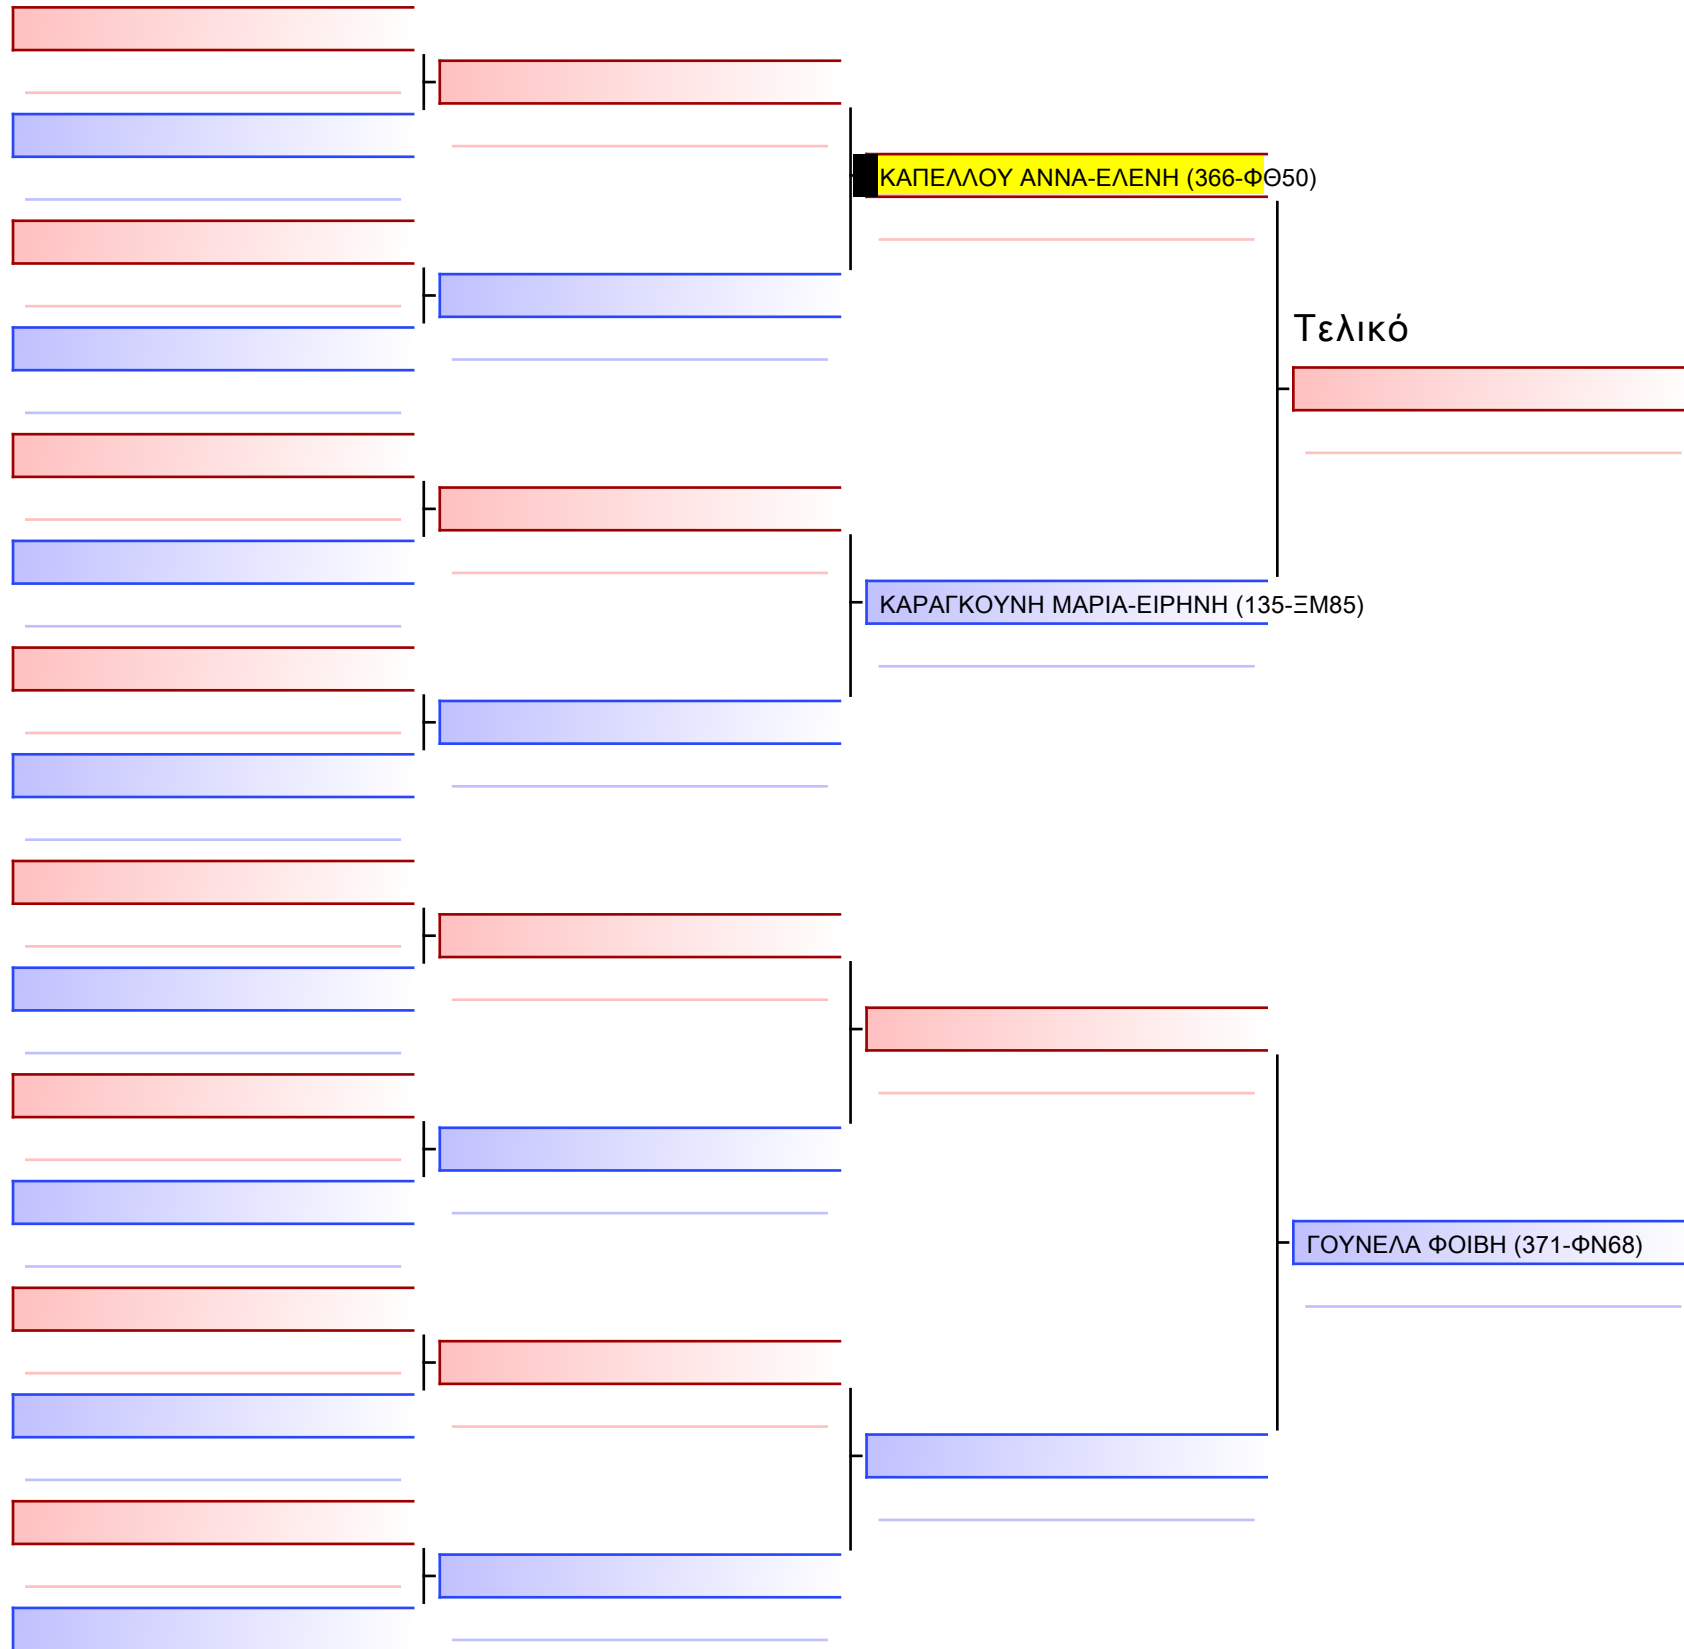 ΚΑΠΕΛΛΟΥ ΑΝΝΑ-ΕΛΕΝΗ (366-ΦΘ50)
Τελικό
ΚΑΡΑΓΚΟΥΝΗ ΜΑΡΙΑ-ΕΙΡΗΝΗ (135-ΞΜ85)
ΓΟΥΝΕΛΑ ΦΟΙΒΗ (371-ΦΝ68)